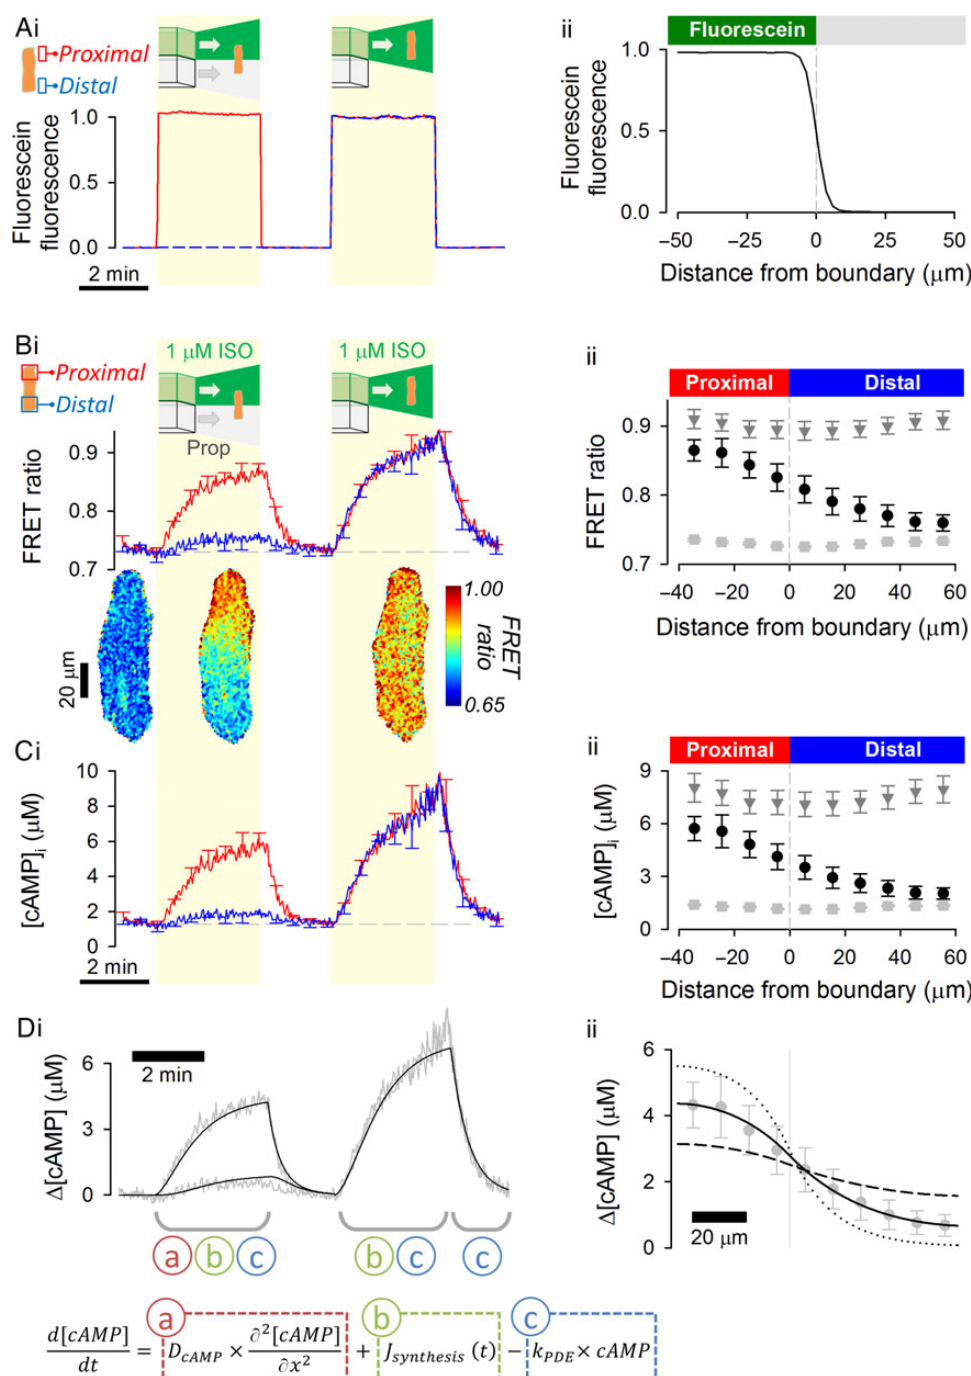 Ai
Proximal
Distal
Fluorescein
fluorescence
1.0
0.5
0.0
2 min
ii
Fluorescein
Fluorescein
fluorescence
1.0
0.5
0.0
−50 −25 0 25 50
Distance from boundary (μm)
Bi
1 μM ISO 1 μM ISO
Proximal
Distal
Prop
FRET ratio
0.9
0.8
0.7
20 μm
1.00
FRET
ratio
0.65
ii
Proximal Distal
FRET ratio
0.9
0.8
0.7
−40 −20 0 20 40 60
Distance from boundary (μm)
Ci
[cAMP]i (μM)
10
8
6
4
2
0
2 min
ii
Proximal Distal
[cAMP]i (μM)
9
6
3
0
−40 −20 0 20 40 60
Distance from boundary (μm)
Di
2 min
Δ[cAMP] (μM)
6
3
0
a b c b c c
ii
Δ[cAMP] (μM)
6
4
2
0
20 μm
a b c
d[cAMP]/dt = D_cAMP × ∂²[cAMP]/∂x² + J_synthesis (t) − k_PDE × cAMP